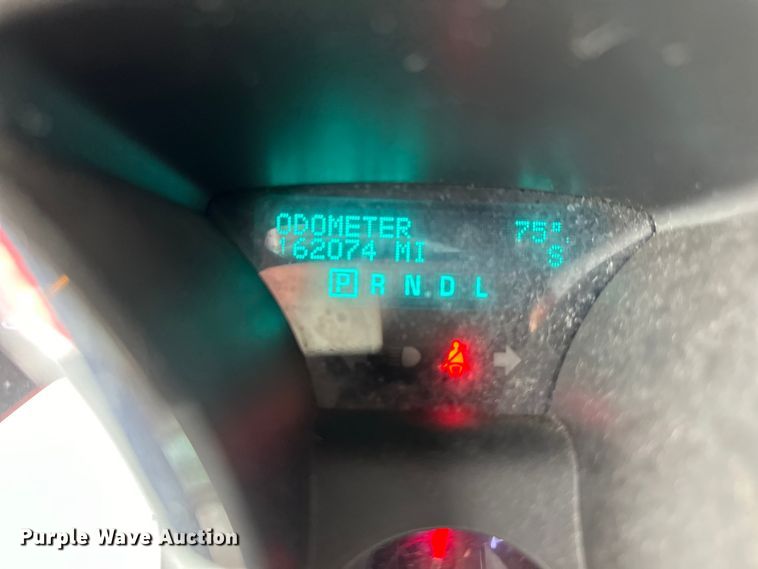 ODOMETER 75°
162074 MI S
P R N D L
Purple Wave Auction